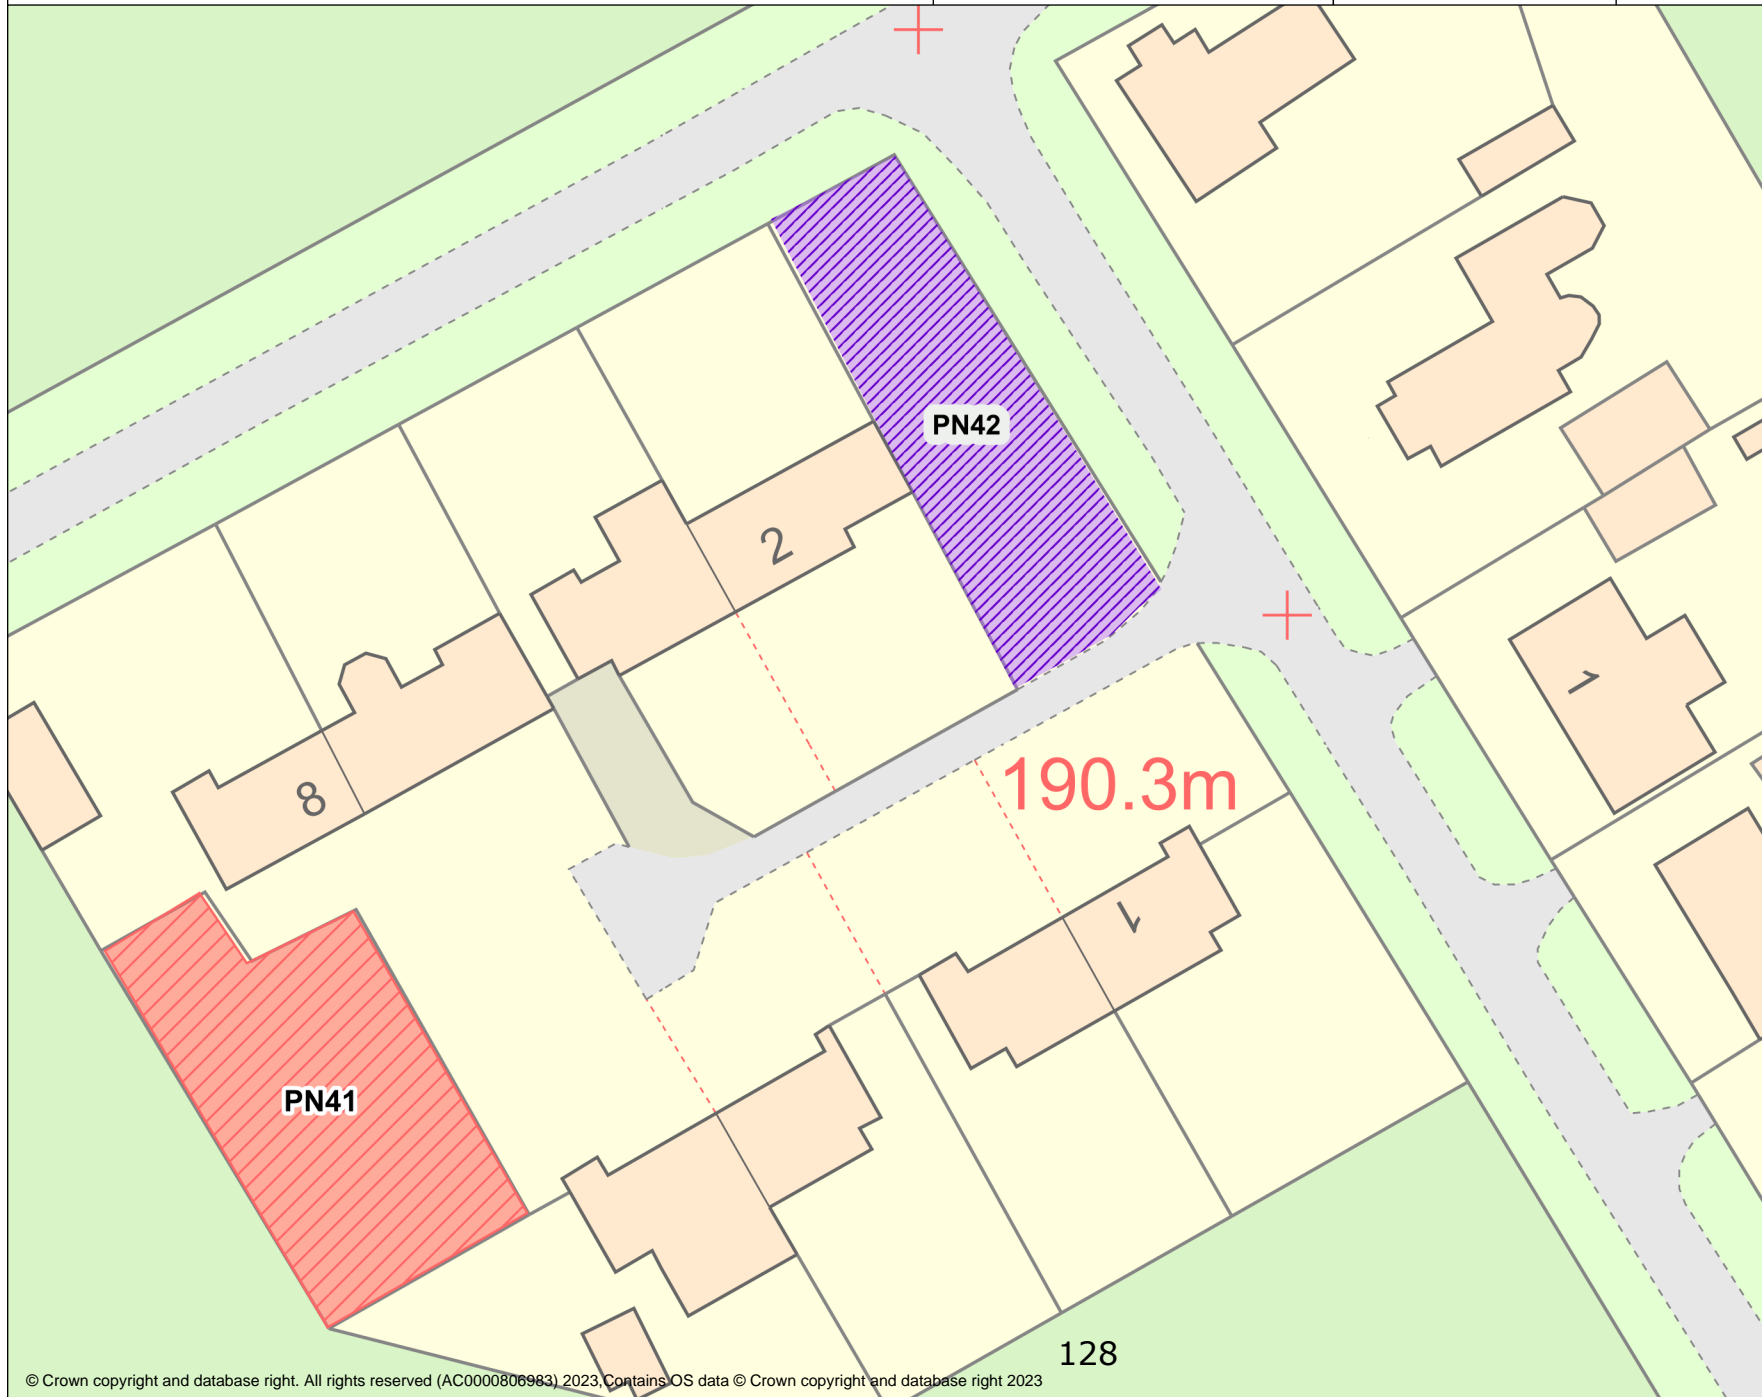 PN42
2
1
190.3m
8
1
PN41
128
© Crown copyright and database right. All rights reserved (AC0000806983) 2023,Contains OS data © Crown copyright and database right 2023